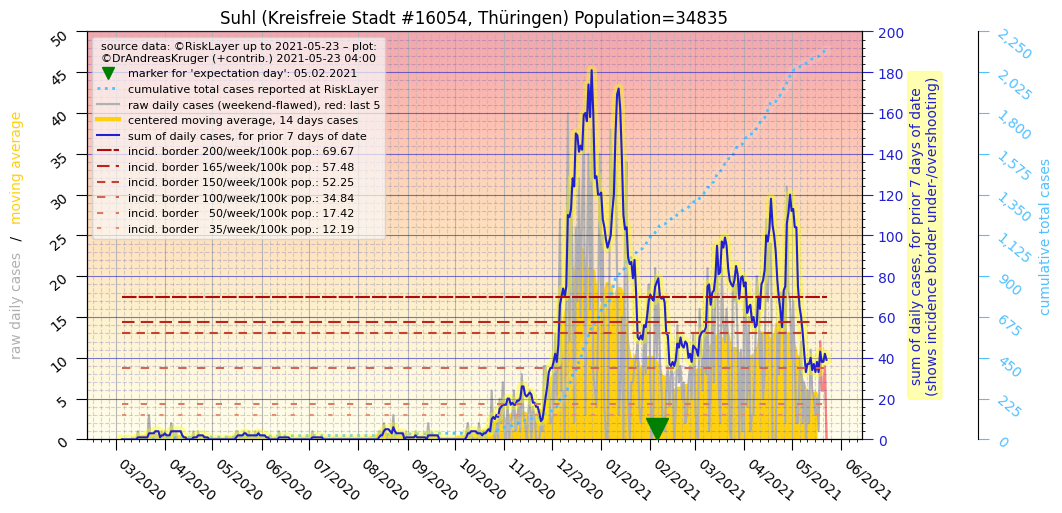 Suhl (Kreisfreie Stadt #16054, Thüringen) Population=34835
source data: ©RiskLayer up to 2021-05-23 – plot:
©DrAndreasKruger (+contrib.) 2021-05-23 04:00
marker for 'expectation day': 05.02.2021
cumulative total cases reported at RiskLayer
raw daily cases (weekend-flawed), red: last 5
centered moving average, 14 days cases
sum of daily cases, for prior 7 days of date
incid. border 200/week/100k pop.: 69.67
incid. border 165/week/100k pop.: 57.48
incid. border 150/week/100k pop.: 52.25
incid. border 100/week/100k pop.: 34.84
incid. border   50/week/100k pop.: 17.42
incid. border   35/week/100k pop.: 12.19
raw daily cases / moving average
50
45
40
35
30
25
20
15
10
5
0
03/2020
04/2020
05/2020
06/2020
07/2020
08/2020
09/2020
10/2020
11/2020
12/2020
01/2021
02/2021
03/2021
04/2021
05/2021
06/2021
200
180
160
140
120
100
80
60
40
20
0
sum of daily cases, for prior 7 days of date
(shows incidence border under-/overshooting)
2,250
2,025
1,800
1,575
1,350
1,125
900
675
450
225
0
cumulative total cases